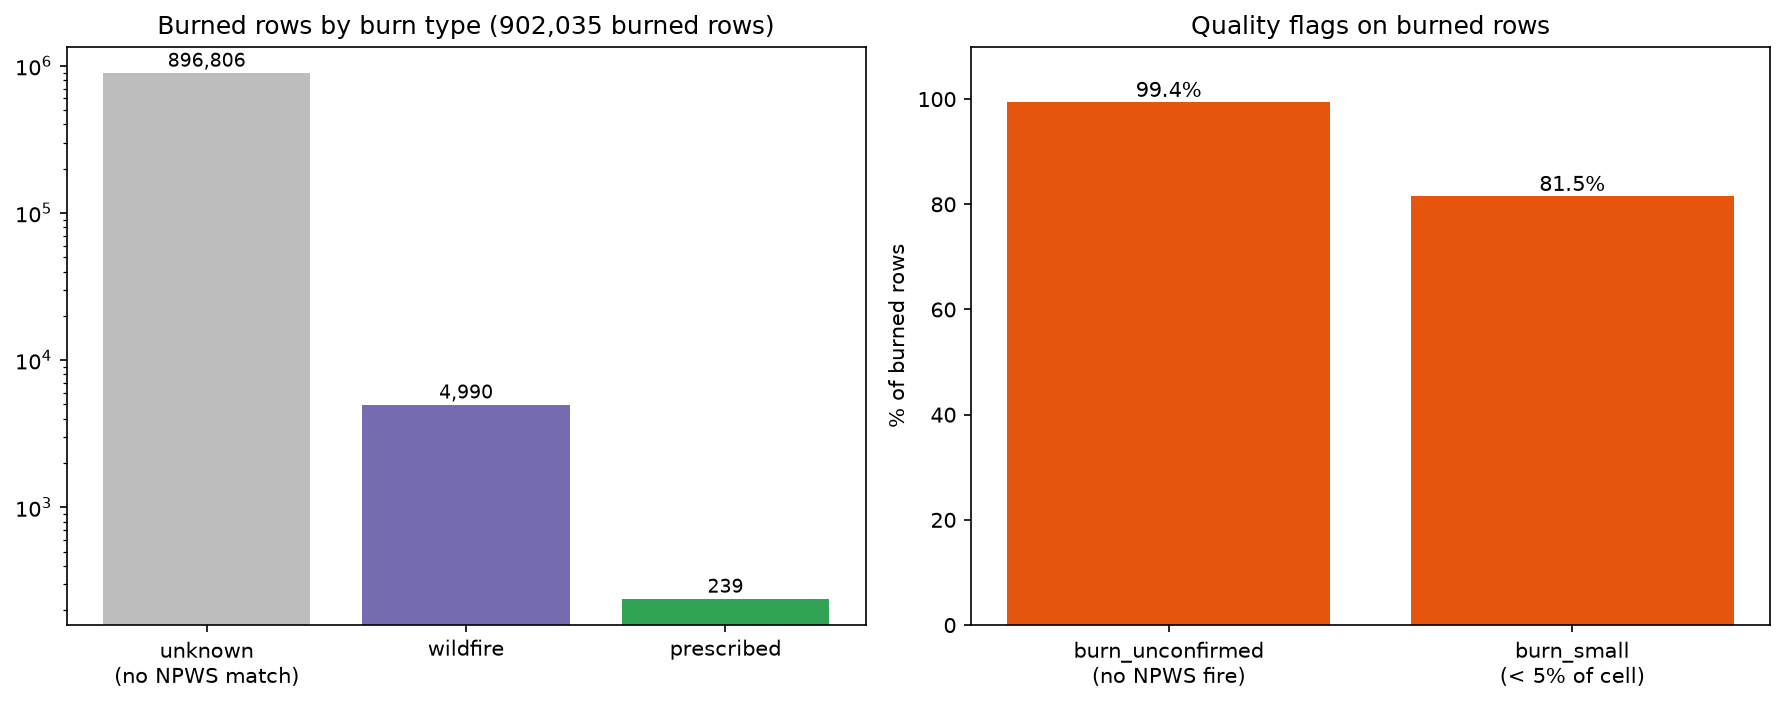 Burned rows by burn type (902,035 burned rows)
10⁶
10⁵
10⁴
10³
896,806
4,990
239
unknown
(no NPWS match)
wildfire
prescribed
Quality flags on burned rows
% of burned rows
100
80
60
40
20
0
99.4%
81.5%
burn_unconfirmed
(no NPWS fire)
burn_small
(< 5% of cell)